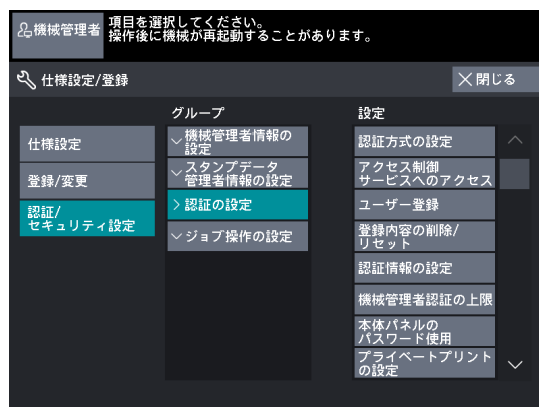 機械管理者
項目を選択してください。
操作後に機械が再起動することがあります。
仕様設定/登録
閉じる
グループ
設定
仕様設定
登録/変更
認証/
セキュリティ設定
機械管理者情報の
設定
スタンプデータ
管理者情報の設定
認証の設定
ジョブ操作の設定
認証方式の設定
アクセス制御
サービスへのアクセス
ユーザー登録
登録内容の削除/
リセット
認証情報の設定
機械管理者認証の上限
本体パネルの
パスワード使用
プライベートプリント
の設定